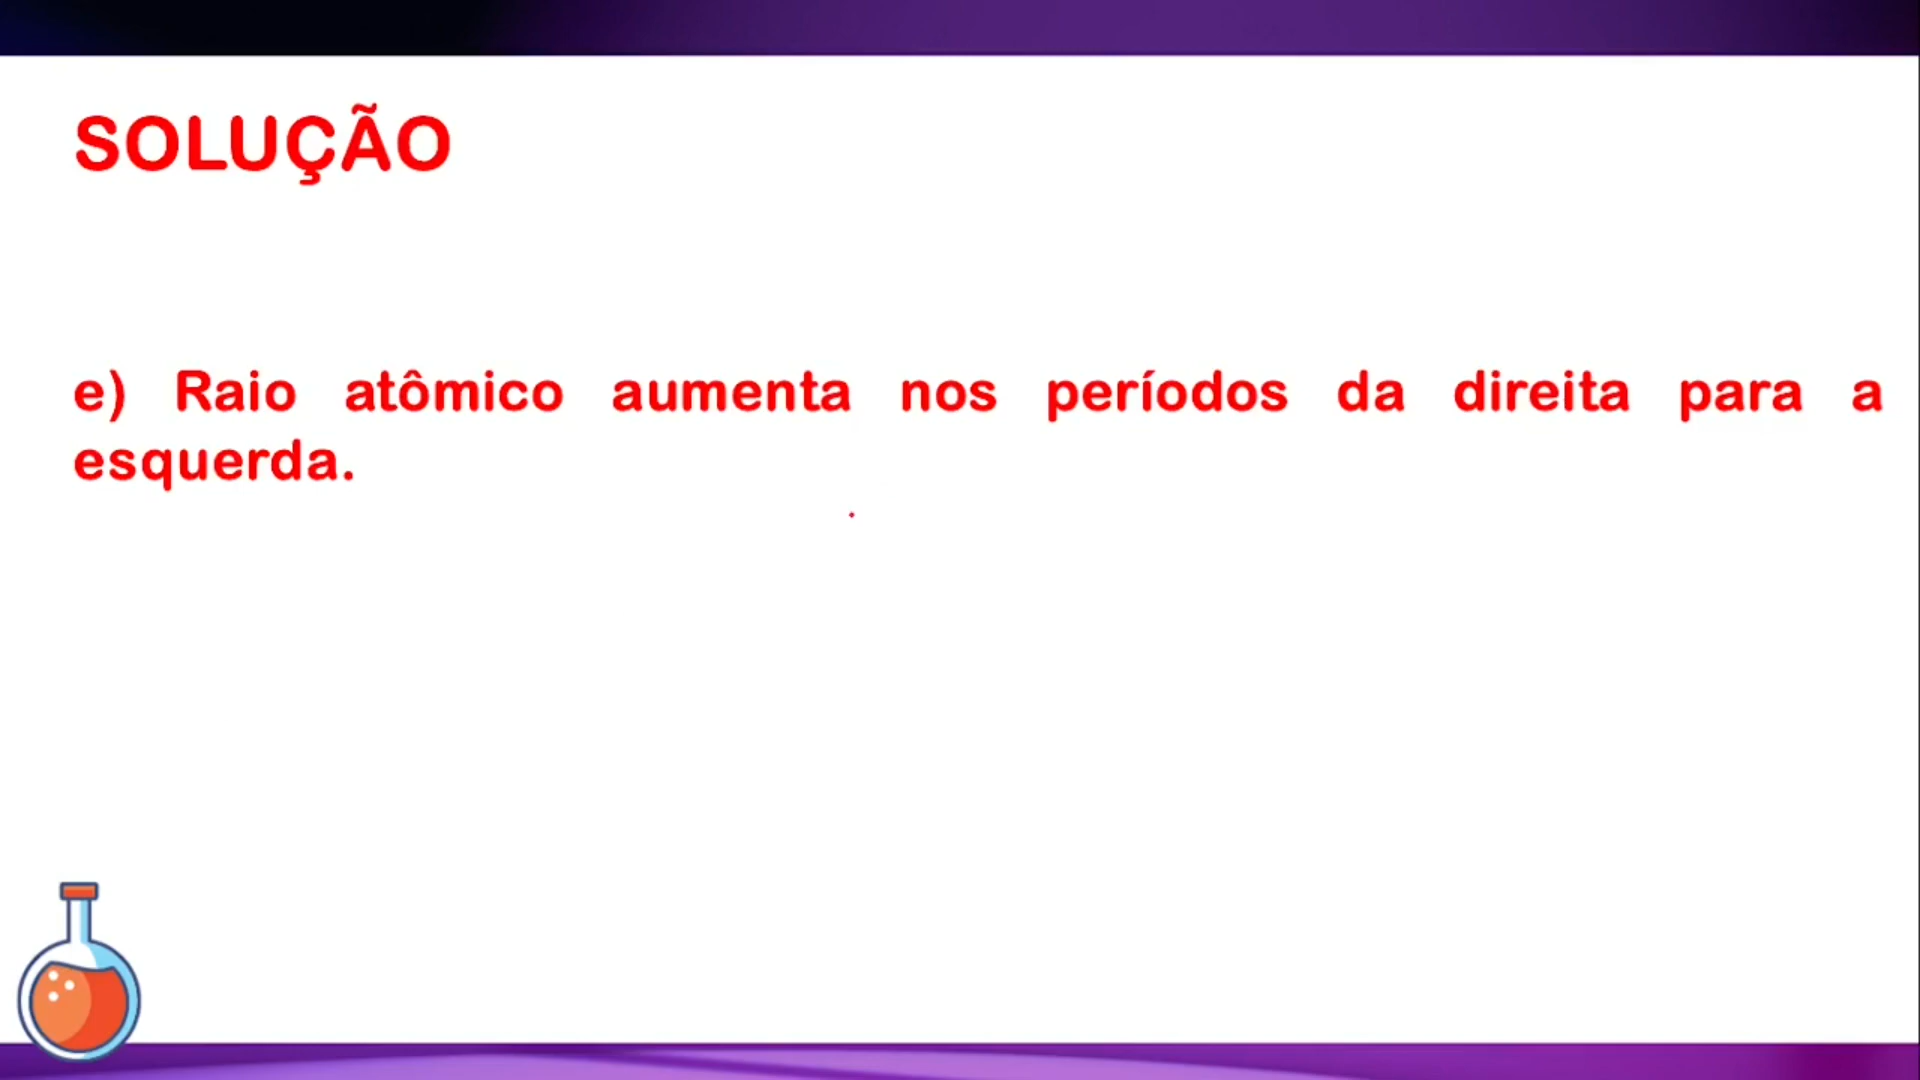 SOLUÇÃO
e) Raio atômico aumenta nos períodos da direita para a
esquerda.